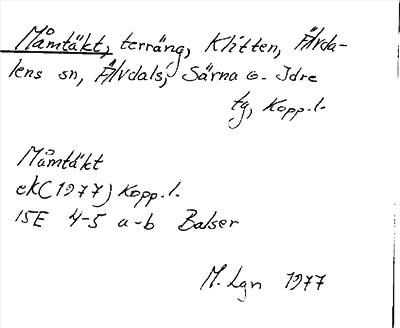 Måmtäkt, terräng, Klitten, Älvda-
lens sn, Älvdals, Särna o. Idre
tg, Kopp.l.
Måmtäkt
ek (1977) Kopp.l.
15E 4-5 a-b Balser
M. Lgn 1977